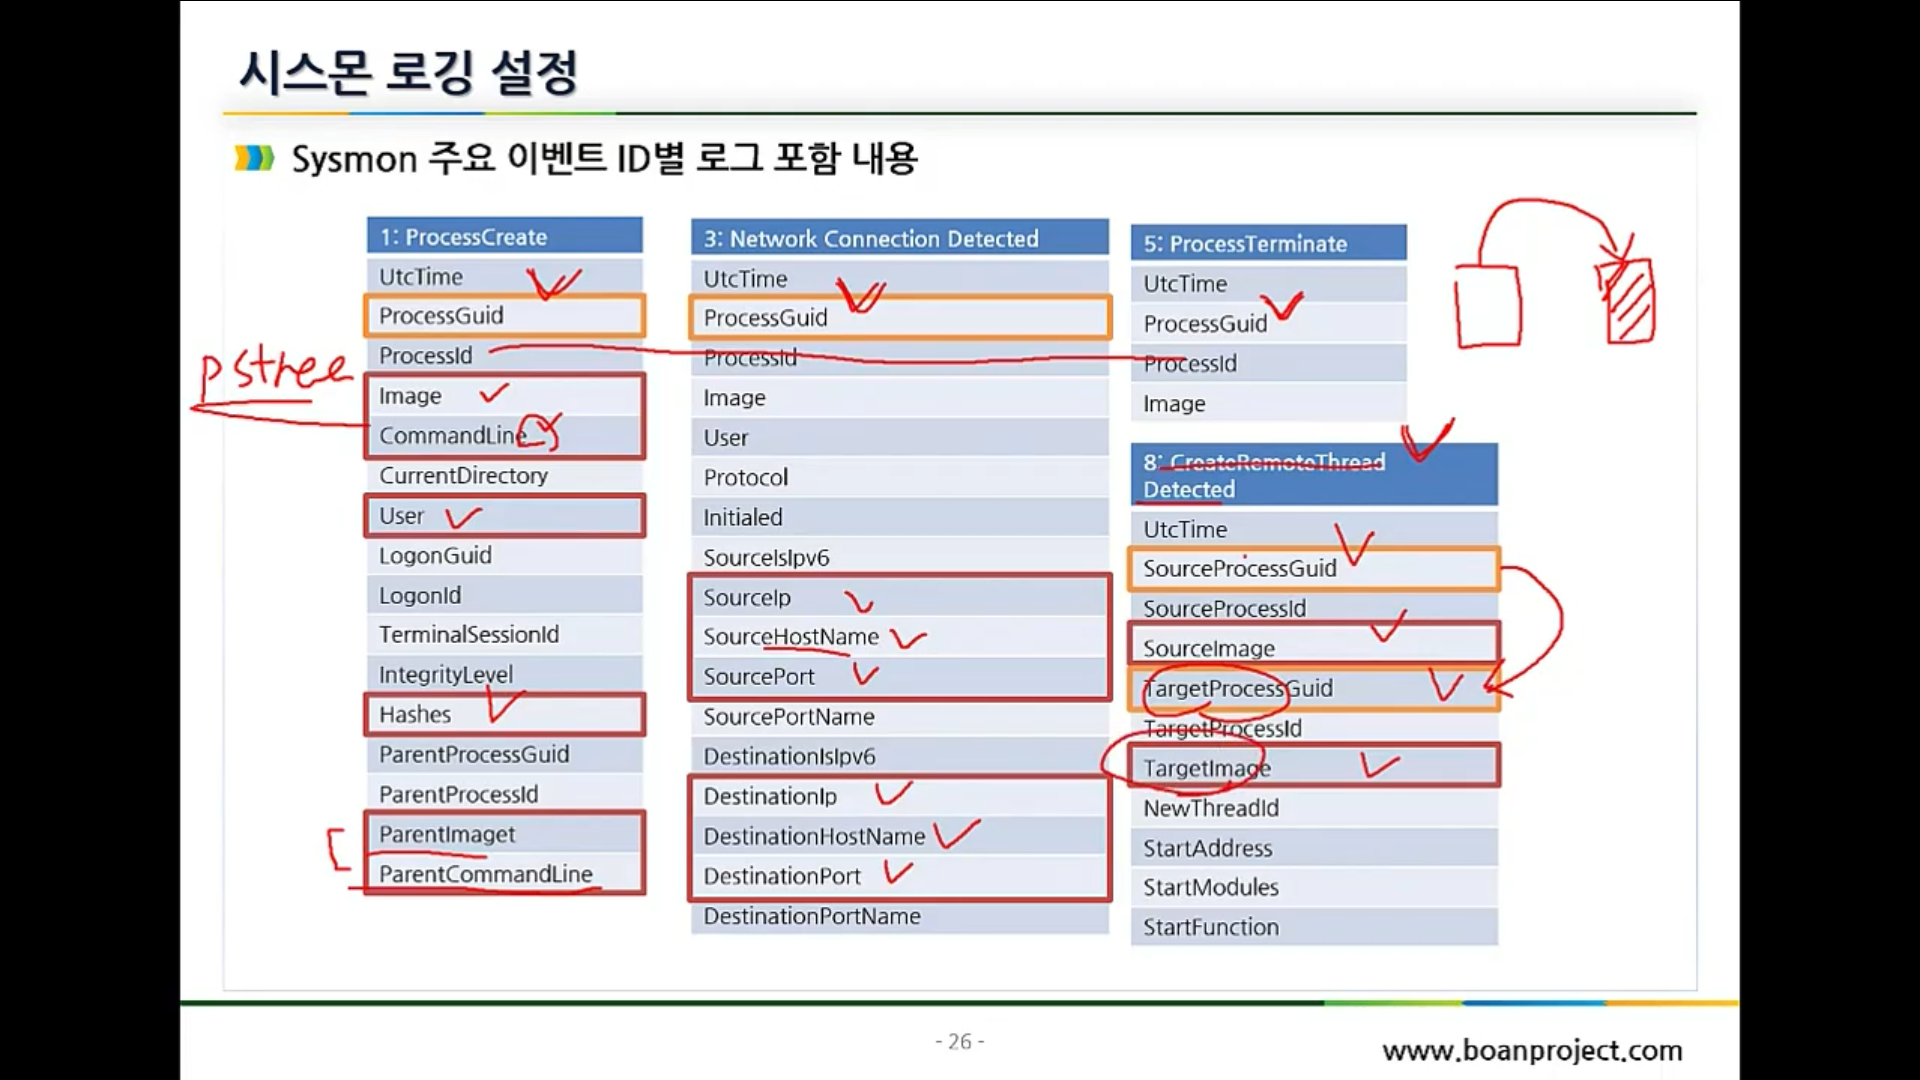 시스몬 로깅 설정
Sysmon 주요 이벤트 ID별 로그 포함 내용
pstree
1: ProcessCreate
UtcTime
ProcessGuid
ProcessId
Image
CommandLine
CurrentDirectory
User
LogonGuid
LogonId
TerminalSessionId
IntegrityLevel
Hashes
ParentProcessGuid
ParentProcessId
ParentImaget
ParentCommandLine
3: Network Connection Detected
UtcTime
ProcessGuid
ProcessId
Image
User
Protocol
Initialed
SourceIsIpv6
SourceIp
SourceHostName
SourcePort
SourcePortName
DestinationIsIpv6
DestinationIp
DestinationHostName
DestinationPort
DestinationPortName
5: ProcessTerminate
UtcTime
ProcessGuid
ProcessId
Image
8: CreateRemoteThread
Detected
UtcTime
SourceProcessGuid
SourceProcessId
SourceImage
TargetProcessGuid
TargetProcessId
TargetImage
NewThreadId
StartAddress
StartModules
StartFunction
- 26 -
www.boanproject.com